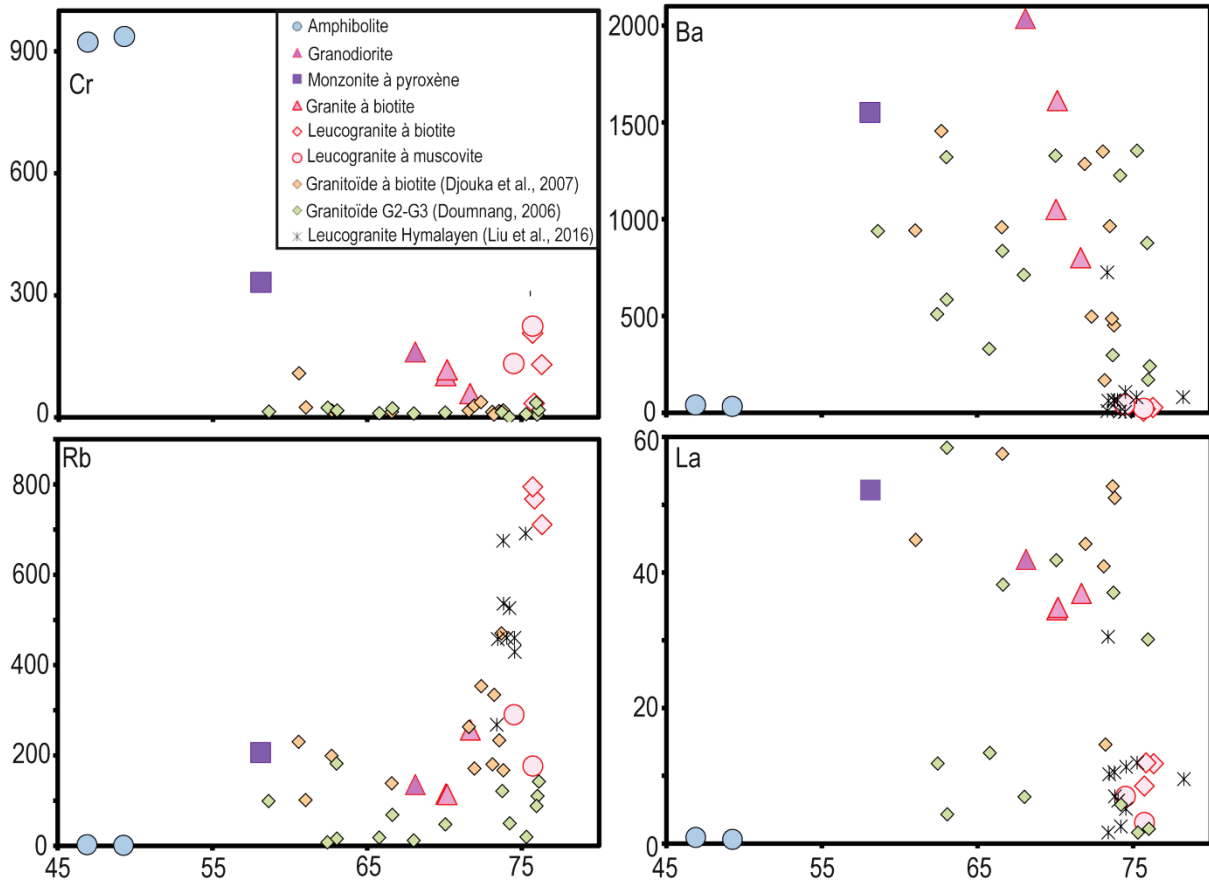 Cr
900
600
300
0
Amphibolite
Granodiorite
Monzonite à pyroxène
Granite à biotite
Leucogranite à biotite
Leucogranite à muscovite
Granitoïde à biotite (Djouka et al., 2007)
Granitoïde G2-G3 (Doumnang, 2006)
Leucogranite Hymalayen (Liu et al., 2016)
Ba
2000
1500
1000
500
0
Rb
800
600
400
200
0
45 55 65 75
La
60
40
20
0
45 55 65 75